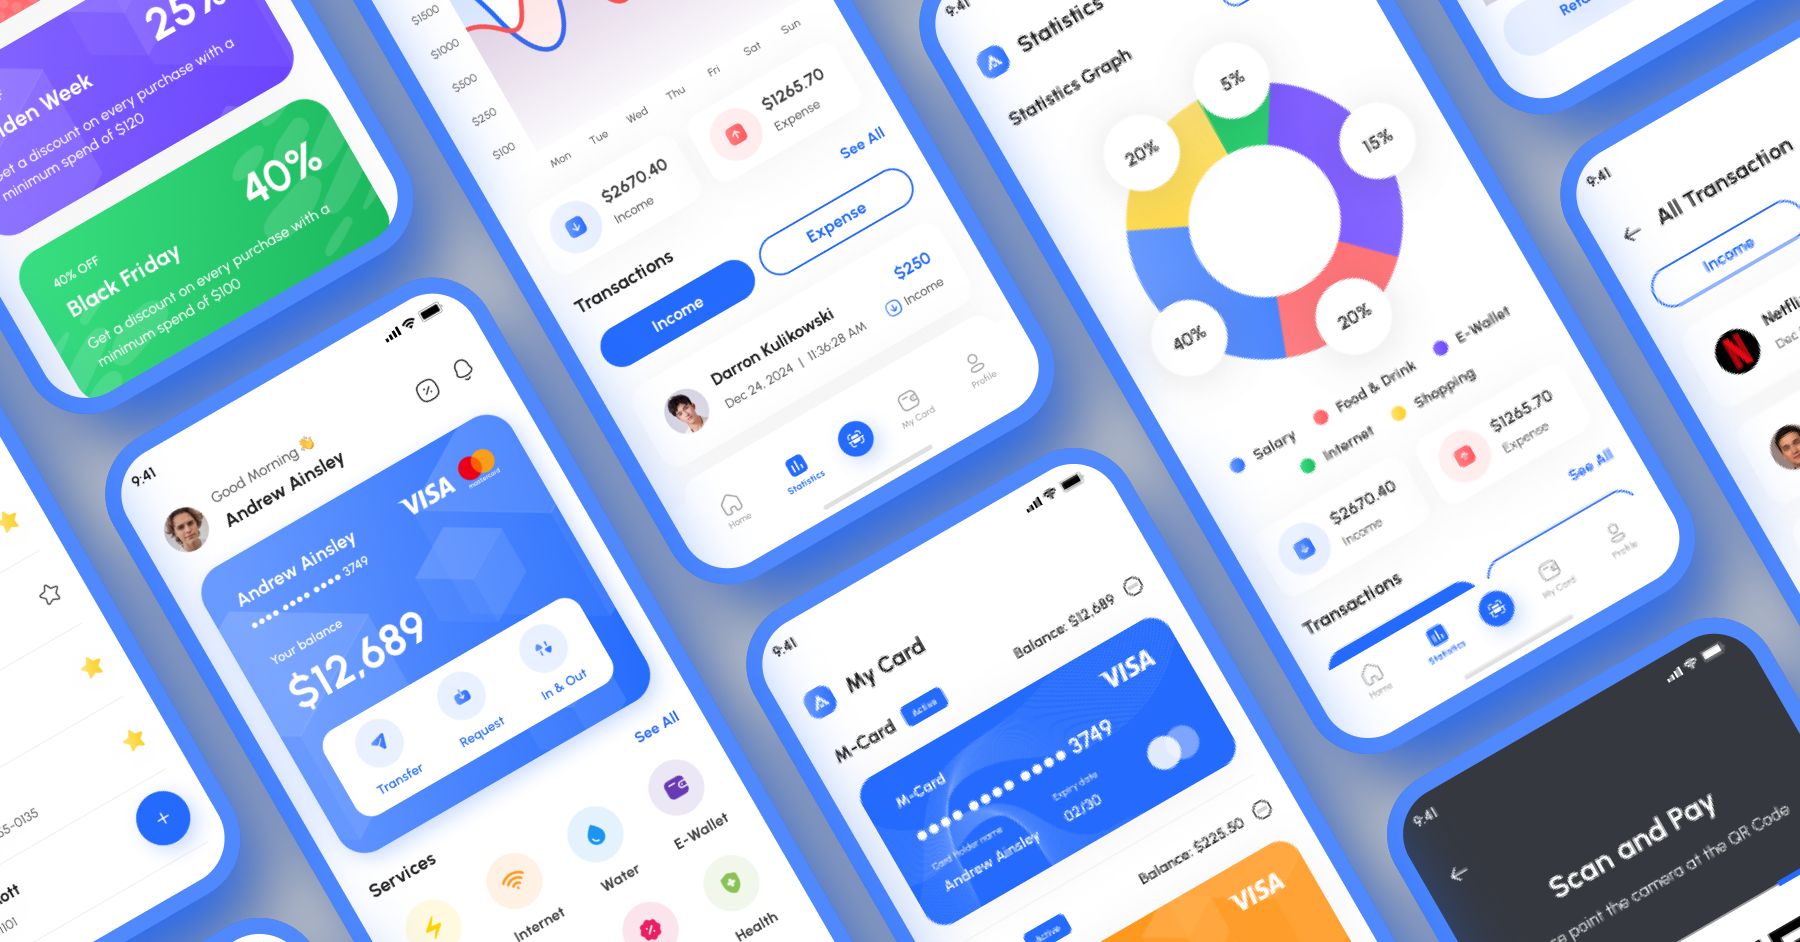 25%
lden Week
Get a discount on every purchase with a
minimum spend of $120
40%
40% OFF
Black Friday
Get a discount on every purchase with a
minimum spend of $100
55-0135
ott
1101
9:41
Good Morning 👋
Andrew Ainsley
VISA
mastercard
Andrew Ainsley
•••• •••• •••• 3749
Your balance
$12,689
Transfer
Request
In & Out
Services
See All
Internet
Water
E-Wallet
Health
$1500
$1000
$500
$250
$100
Mon
Tue
Wed
Thu
Fri
Sat
Sun
$2670.40
Income
$1265.70
Expense
Transactions
See All
Income
Expense
Darron Kulikowski
Dec 24, 2024 | 11:36:28 AM
$250
Income
Home
Statistics
My Card
Profile
9:41
My Card
M-Card
Active
Balance: $12,689
VISA
M-Card
•••• •••• •••• 3749
Card Holder name
Andrew Ainsley
Expiry date
02/30
Balance: $225.50
Active
VISA
9:41
Statistics
Statistics Graph
5%
15%
20%
40%
20%
Salary
Food & Drink
E-Wallet
Internet
Shopping
$2670.40
Income
$1265.70
Expense
Transactions
See All
Home
Statistics
My Card
Profile
9:41
All Transaction
Income
Netfli
Dec
9:41
Scan and Pay
se point the camera at the QR Code